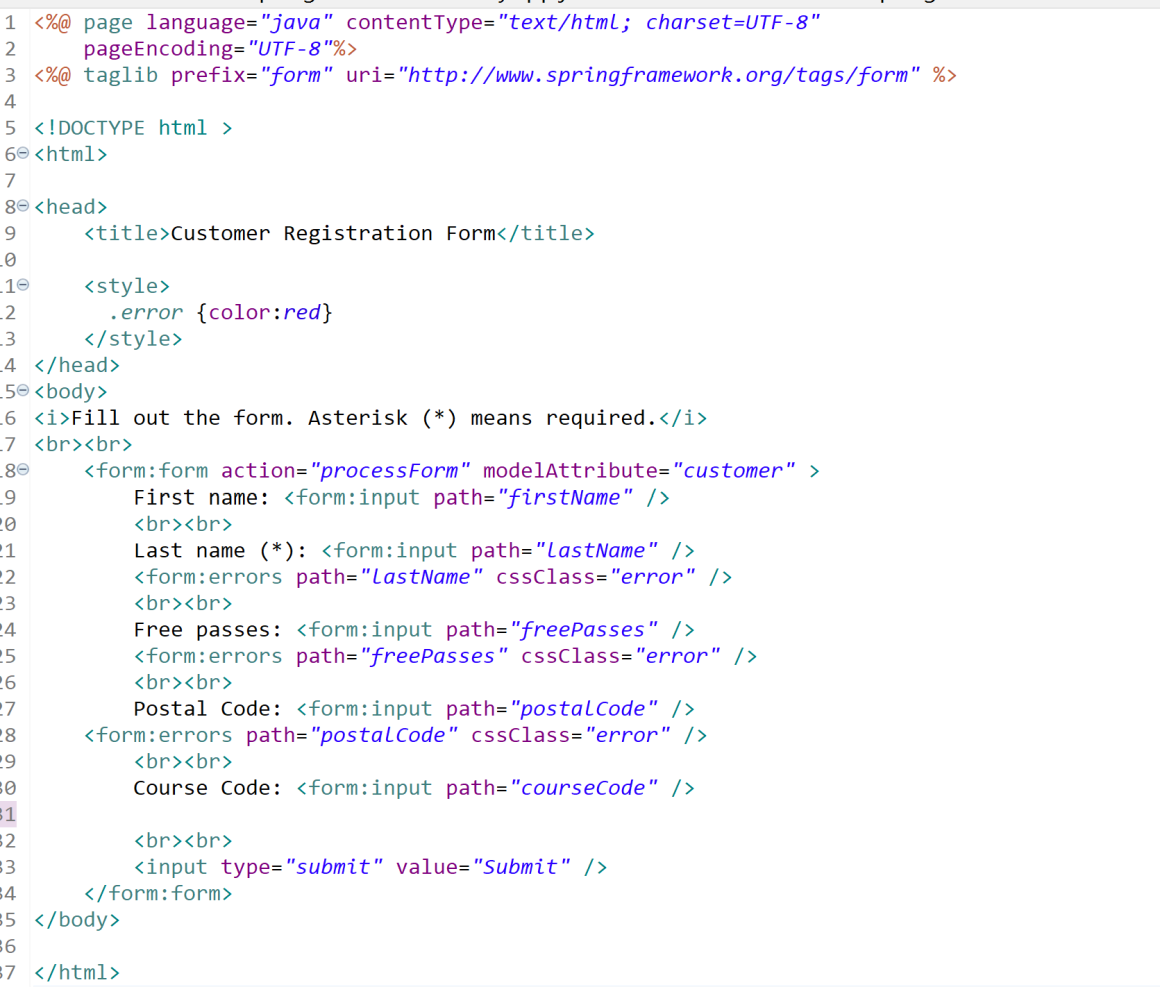 1 <%@ page language="java" contentType="text/html; charset=UTF-8"
2     pageEncoding="UTF-8"%>
3 <%@ taglib prefix="form" uri="http://www.springframework.org/tags/form" %>
4
5 <!DOCTYPE html >
6 <html>
7
8 <head>
9     <title>Customer Registration Form</title>
0
1     <style>
2       .error {color:red}
3     </style>
4 </head>
5 <body>
6 <i>Fill out the form. Asterisk (*) means required.</i>
7 <br><br>
8     <form:form action="processForm" modelAttribute="customer" >
9         First name: <form:input path="firstName" />
20         <br><br>
21         Last name (*): <form:input path="lastName" />
22         <form:errors path="lastName" cssClass="error" />
23         <br><br>
24         Free passes: <form:input path="freePasses" />
25         <form:errors path="freePasses" cssClass="error" />
26         <br><br>
27         Postal Code: <form:input path="postalCode" />
28     <form:errors path="postalCode" cssClass="error" />
29         <br><br>
30         Course Code: <form:input path="courseCode" />
31
32         <br><br>
33         <input type="submit" value="Submit" />
34     </form:form>
35 </body>
36
37 </html>